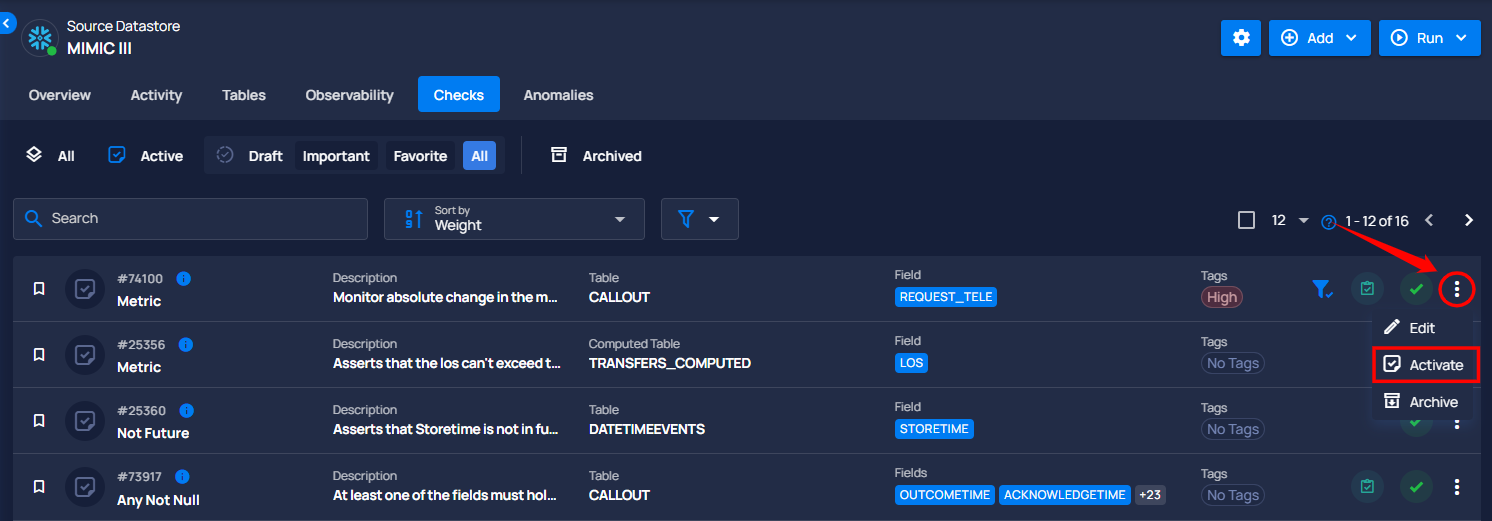 Source Datastore
MIMIC III
Add
Run
Overview
Activity
Tables
Observability
Checks
Anomalies
All
Active
Draft
Important
Favorite
All
Archived
Search
Sort by
Weight
12
1 - 12 of 16
#74100
Metric
Description
Monitor absolute change in the m...
Table
CALLOUT
Field
REQUEST_TELE
Tags
High
Edit
Activate
Archive
#25356
Metric
Description
Asserts that the los can't exceed t...
Computed Table
TRANSFERS_COMPUTED
Field
LOS
Tags
No Tags
#25360
Not Future
Description
Asserts that Storetime is not in fu...
Table
DATETIMEEVENTS
Field
STORETIME
Tags
No Tags
#73917
Any Not Null
Description
At least one of the fields must hol...
Table
CALLOUT
Fields
OUTCOMETIME ACKNOWLEDGETIME +23
Tags
No Tags